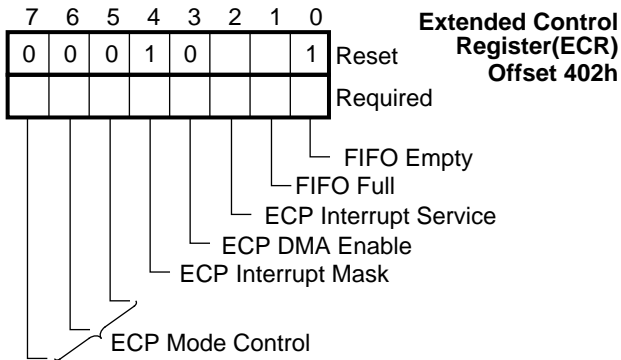 7 6 5 4 3 2 1 0
Extended Control
Register(ECR)
Offset 402h
0 0 0 1 0 1 Reset
Required
FIFO Empty
FIFO Full
ECP Interrupt Service
ECP DMA Enable
ECP Interrupt Mask
ECP Mode Control